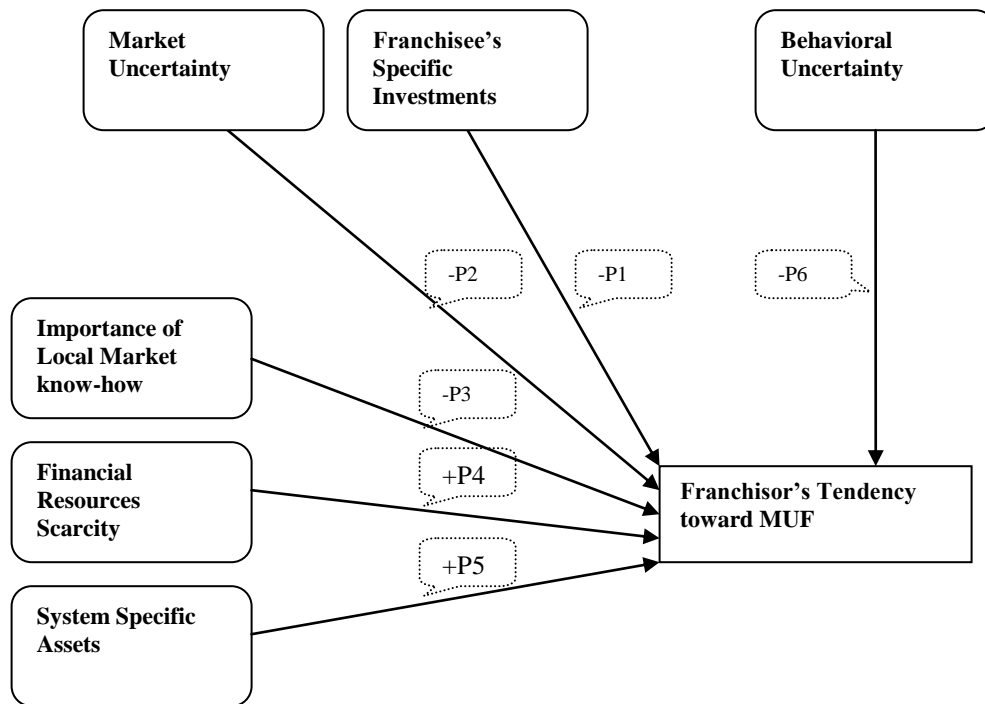 Market
Uncertainty
Franchisee's
Specific
Investments
Behavioral
Uncertainty
-P2
-P1
-P6
Importance of
Local Market
know-how
-P3
Financial
Resources
Scarcity
+P4
Franchisor's Tendency
toward MUF
+P5
System Specific
Assets